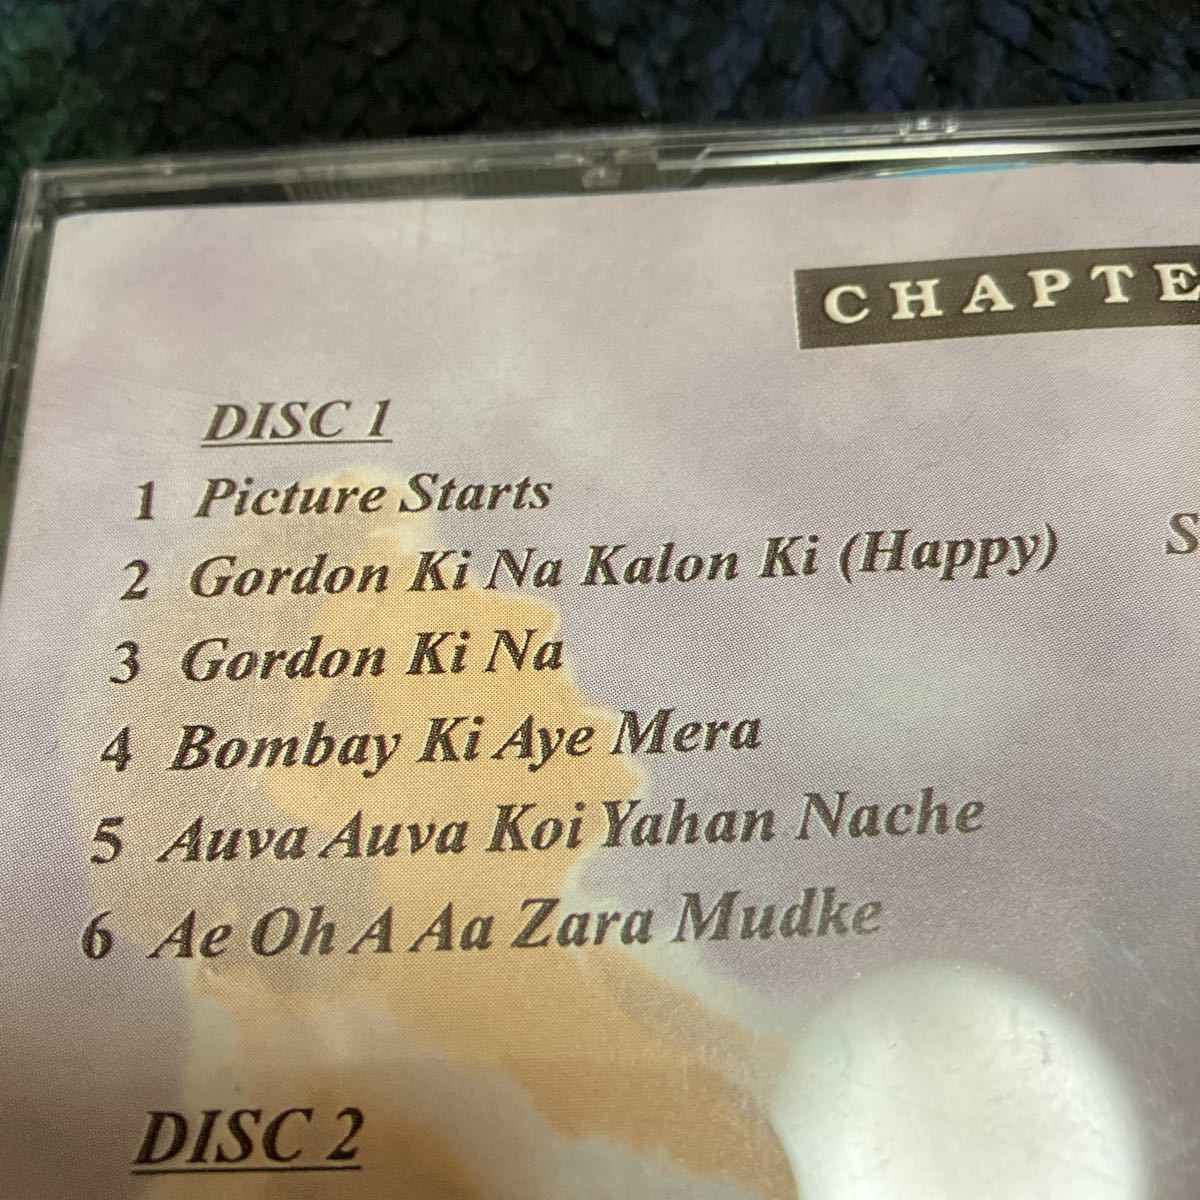 CHAPTE
DISC 1
1 Picture Starts
2 Gordon Ki Na Kalon Ki (Happy)
S
3 Gordon Ki Na
4 Bombay Ki Aye Mera
5 Auva Auva Koi Yahan Nache
6 Ae Oh A Aa Zara Mudke
DISC 2